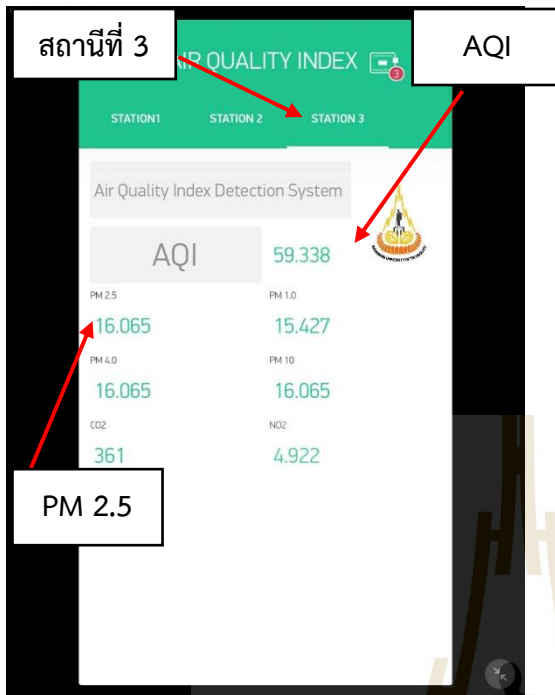 สถานีที่ 3
AIR QUALITY INDEX
3
AQI
STATION1 STATION 2 STATION 3
Air Quality Index Detection System
AQI 59.338
PM 2.5 PM 1.0
16.065 15.427
PM 4.0 PM 10
16.065 16.065
CO2 NO2
361 4.922
PM 2.5